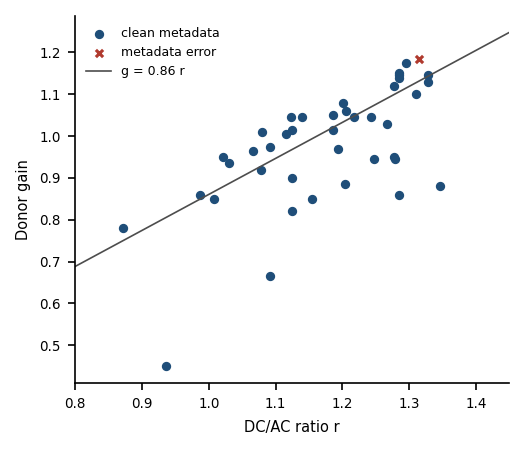 clean metadata
metadata error
g = 0.86 r
1.2
1.1
1.0
0.9
0.8
0.7
0.6
0.5
Donor gain
0.8 0.9 1.0 1.1 1.2 1.3 1.4
DC/AC ratio r